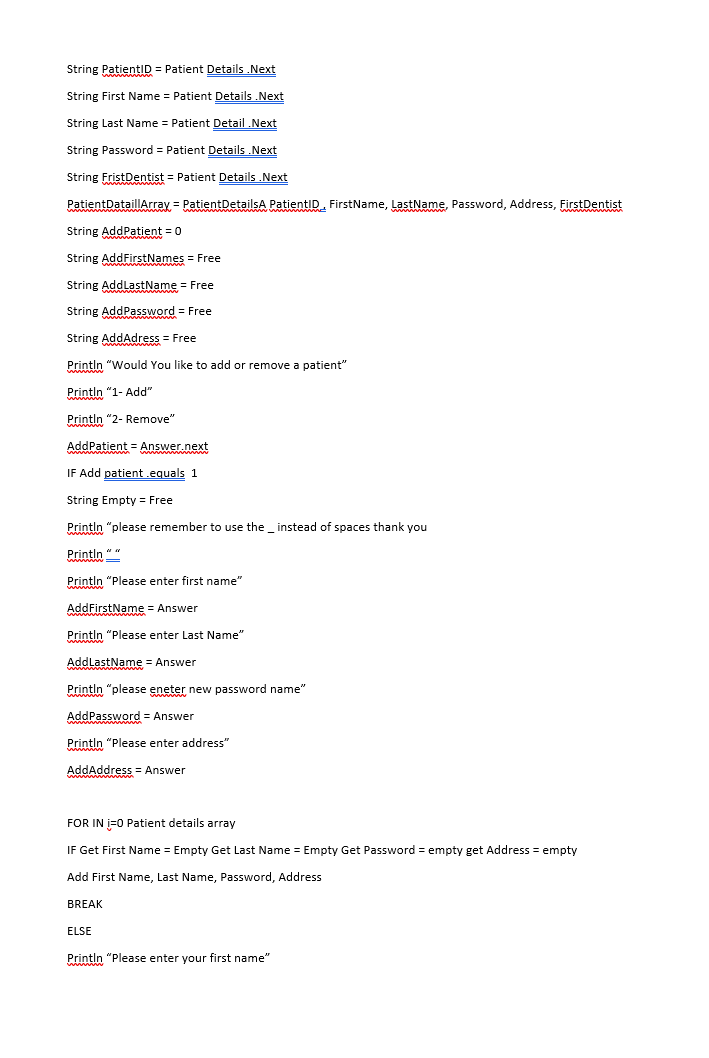 String PatientID = Patient Details .Next
String First Name = Patient Details .Next
String Last Name = Patient Detail .Next
String Password = Patient Details .Next
String FristDentist = Patient Details .Next
PatientDataillArray = PatientDetailsA PatientID , FirstName, LastName, Password, Address, FirstDentist
String AddPatient = 0
String AddFirstNames = Free
String AddLastName = Free
String AddPassword = Free
String AddAdress = Free
Println “Would You like to add or remove a patient”
Println “1- Add”
Println “2- Remove”
AddPatient = Answer.next
IF Add patient .equals  1
String Empty = Free
Println “please remember to use the _ instead of spaces thank you
Println “ “
Println “Please enter first name”
AddFirstName = Answer
Println “Please enter Last Name”
AddLastName = Answer
Println “please eneter new password name”
AddPassword = Answer
Println “Please enter address”
AddAddress = Answer
FOR IN i=0 Patient details array
IF Get First Name = Empty Get Last Name = Empty Get Password = empty get Address = empty
Add First Name, Last Name, Password, Address
BREAK
ELSE
Println “Please enter your first name”